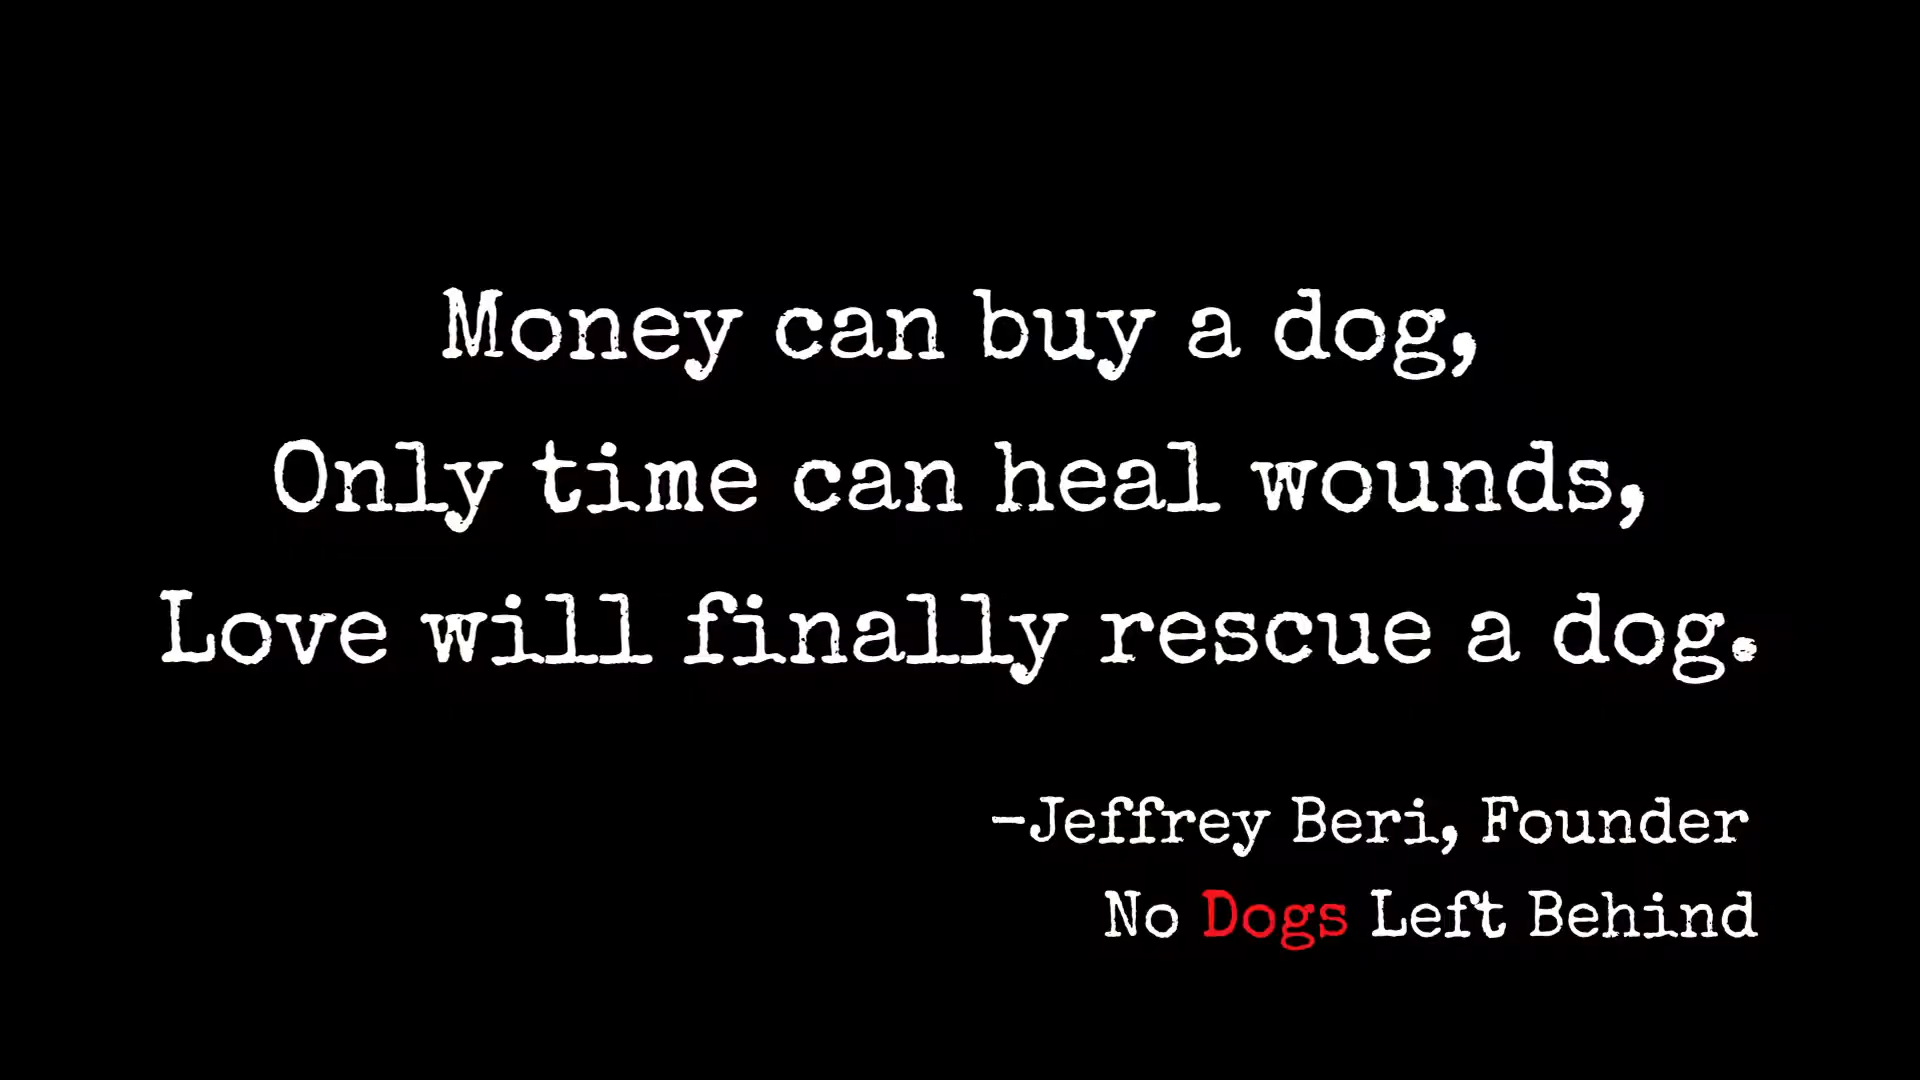 Money can buy a dog,
Only time can heal wounds,
Love will finally rescue a dog.
-Jeffrey Beri, Founder
No Dogs Left Behind